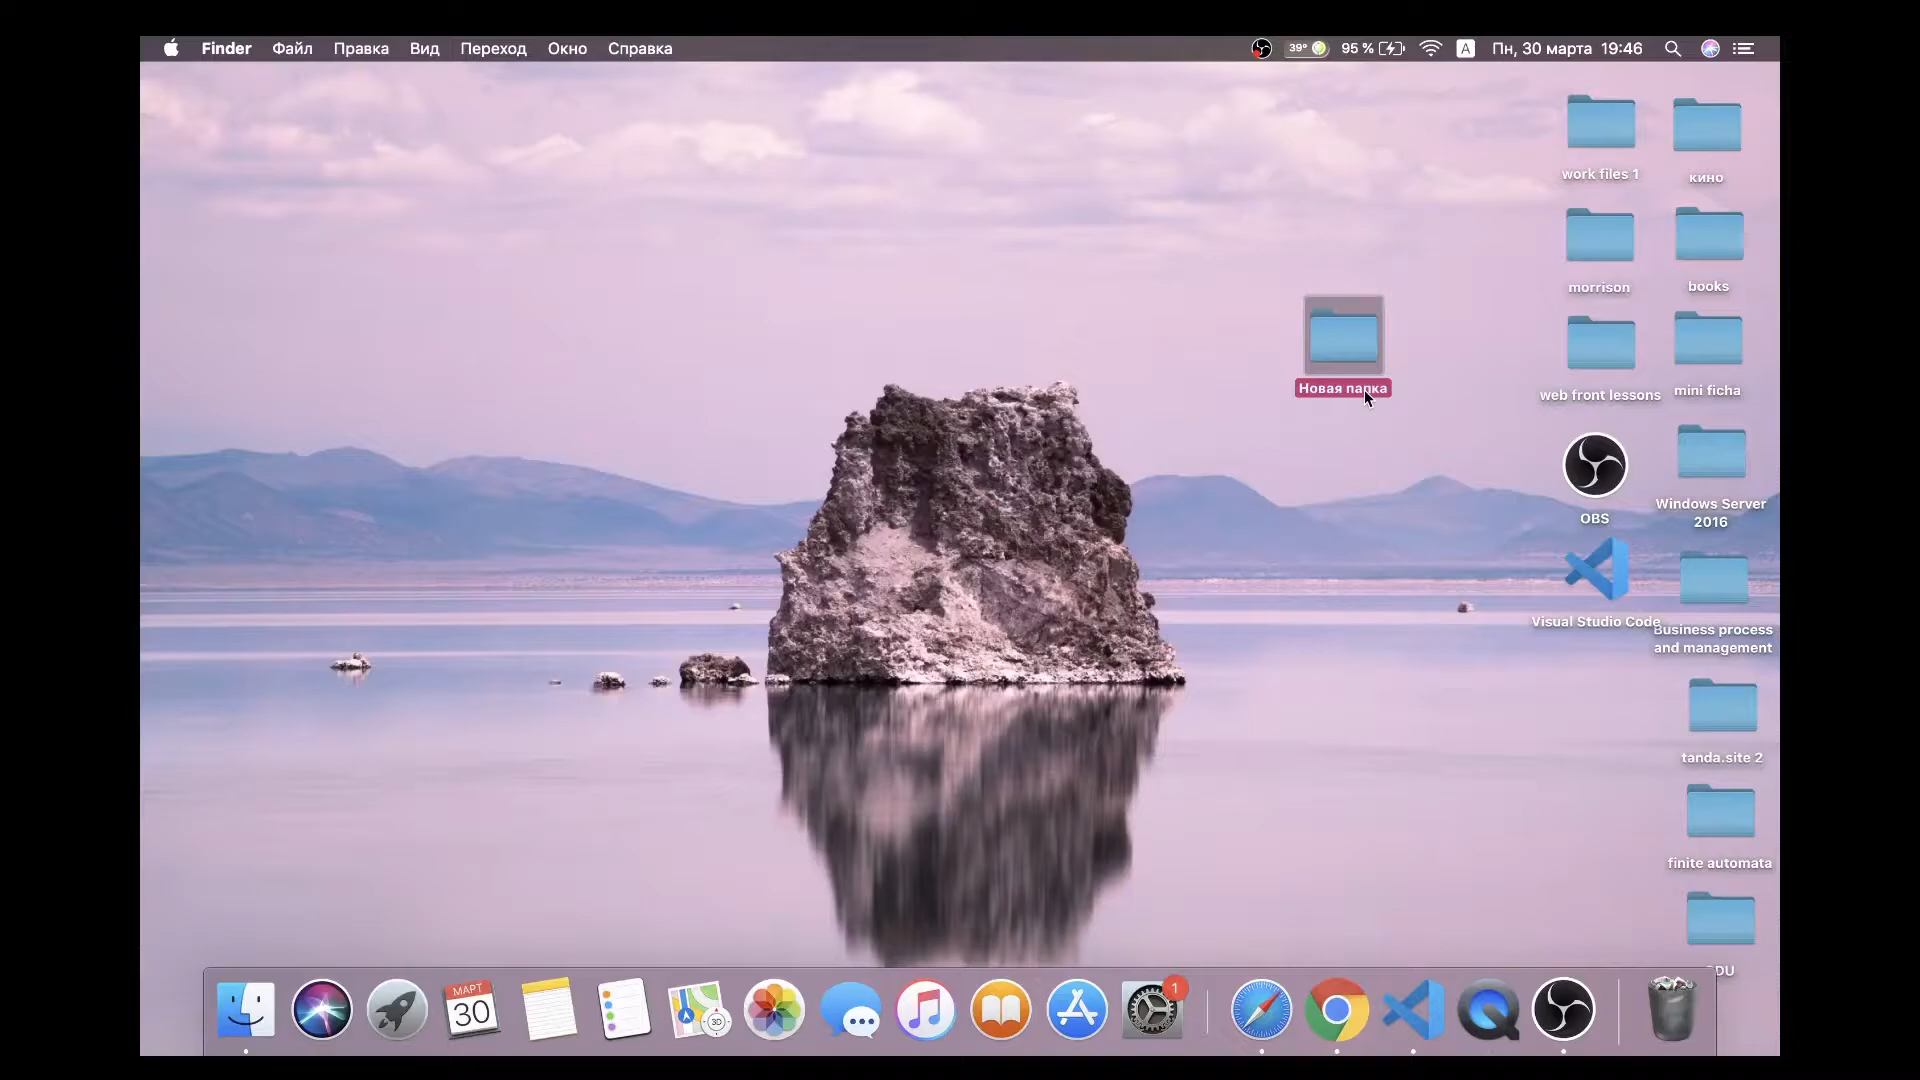 Finder Файл Правка Вид Переход Окно Справка 39° 95 % A Пн, 30 марта 19:46
work files 1
кино
morrison
books
Новая папка
web front lessons
mini ficha
OBS
Windows Server
2016
Visual Studio Code
Business process
and management
tanda.site 2
finite automata
DU
МАРТ
30
3D
1